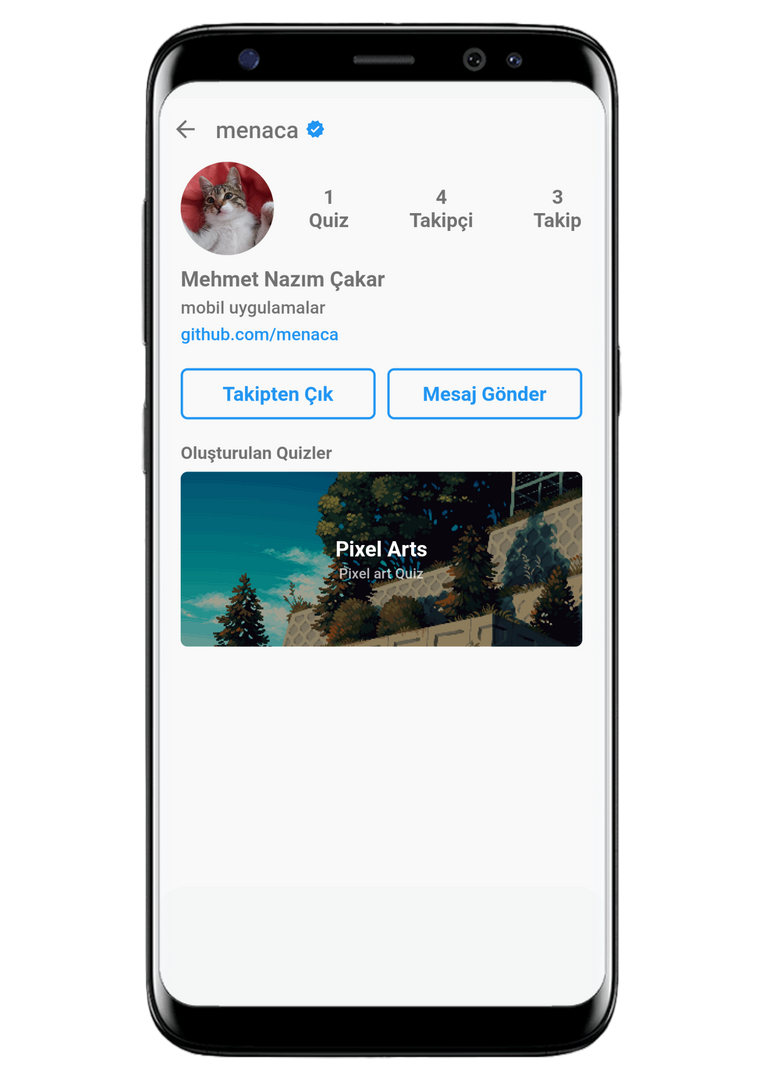 menaca
1 4 3
Quiz Takipçi Takip
Mehmet Nazım Çakar
mobil uygulamalar
github.com/menaca
Takipten Çık Mesaj Gönder
Oluşturulan Quizler
Pixel Arts
Pixel art Quiz